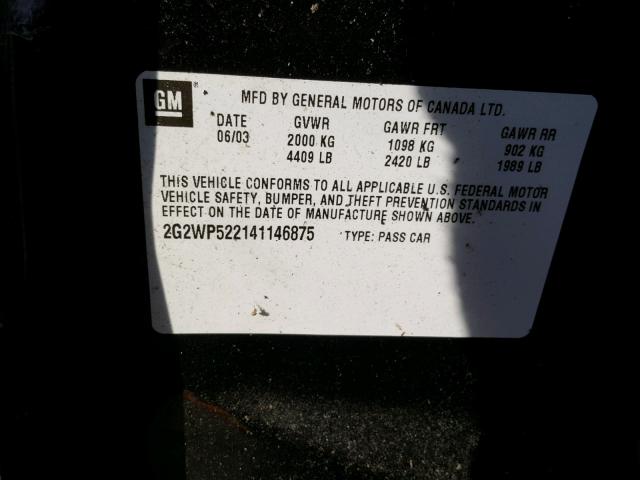 GM ®
MFD BY GENERAL MOTORS OF CANADA LTD.
DATE GVWR GAWR FRT GAWR RR
06/03 2000 KG 1098 KG 902 KG
4409 LB 2420 LB 1989 LB
THIS VEHICLE CONFORMS TO ALL APPLICABLE U.S. FEDERAL MOTOR
VEHICLE SAFETY, BUMPER, AND THEFT PREVENTION STANDARDS IN
EFFECT ON THE DATE OF MANUFACTURE SHOWN ABOVE.
2G2WP522141146875 TYPE: PASS CAR